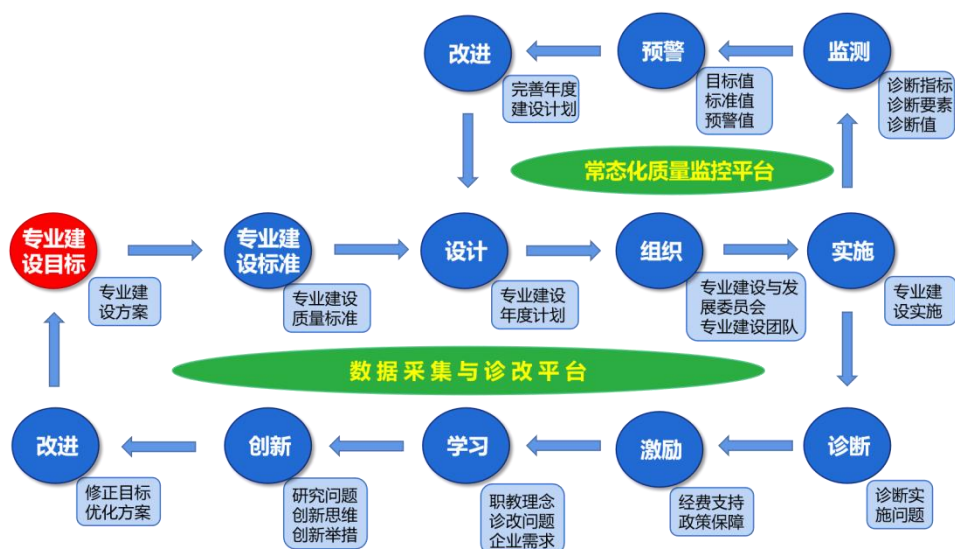 改进
预警
监测
完善年度
建设计划
目标值
标准值
预警值
诊断指标
诊断要素
诊断值
常态化质量监控平台
专业建
设目标
专业建
设标准
设计
组织
实施
专业建
设方案
专业建设
质量标准
专业建设
年度计划
专业建设与发
展委员会
专业建设团队
专业建
设实施
数据采集与诊改平台
改进
创新
学习
激励
诊断
修正目标
优化方案
研究问题
创新思维
创新举措
职教理念
诊改问题
企业需求
经费支持
政策保障
诊断实
施问题